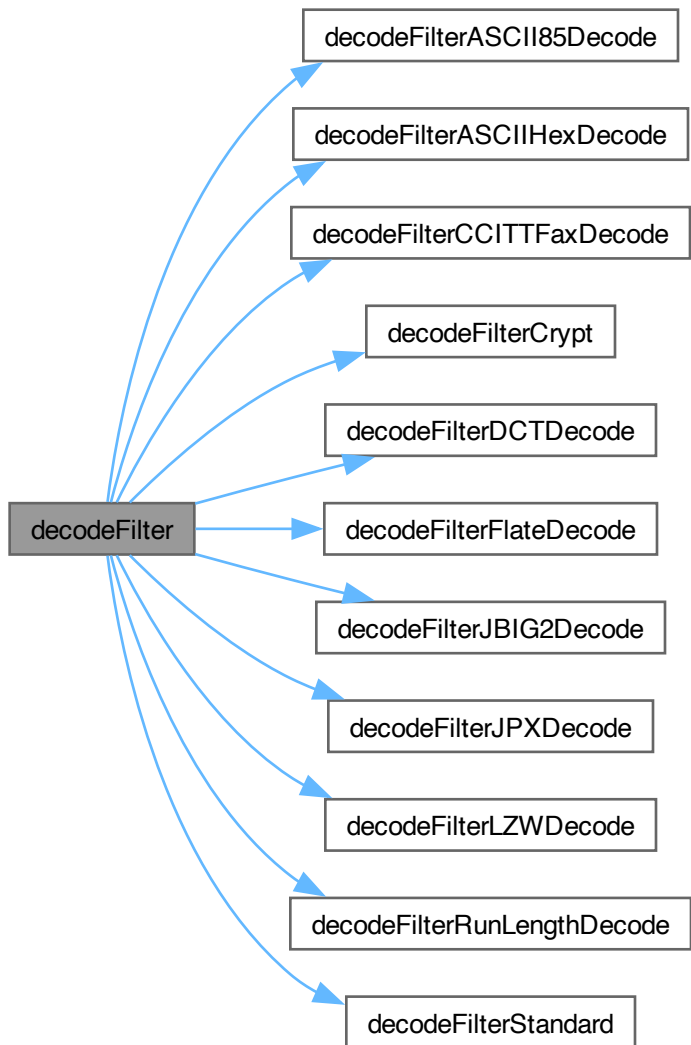 decodeFilterASCII85Decode
decodeFilterASCIIHexDecode
decodeFilterCCITTFaxDecode
decodeFilterCrypt
decodeFilterDCTDecode
decodeFilter
decodeFilterFlateDecode
decodeFilterJBIG2Decode
decodeFilterJPXDecode
decodeFilterLZWDecode
decodeFilterRunLengthDecode
decodeFilterStandard